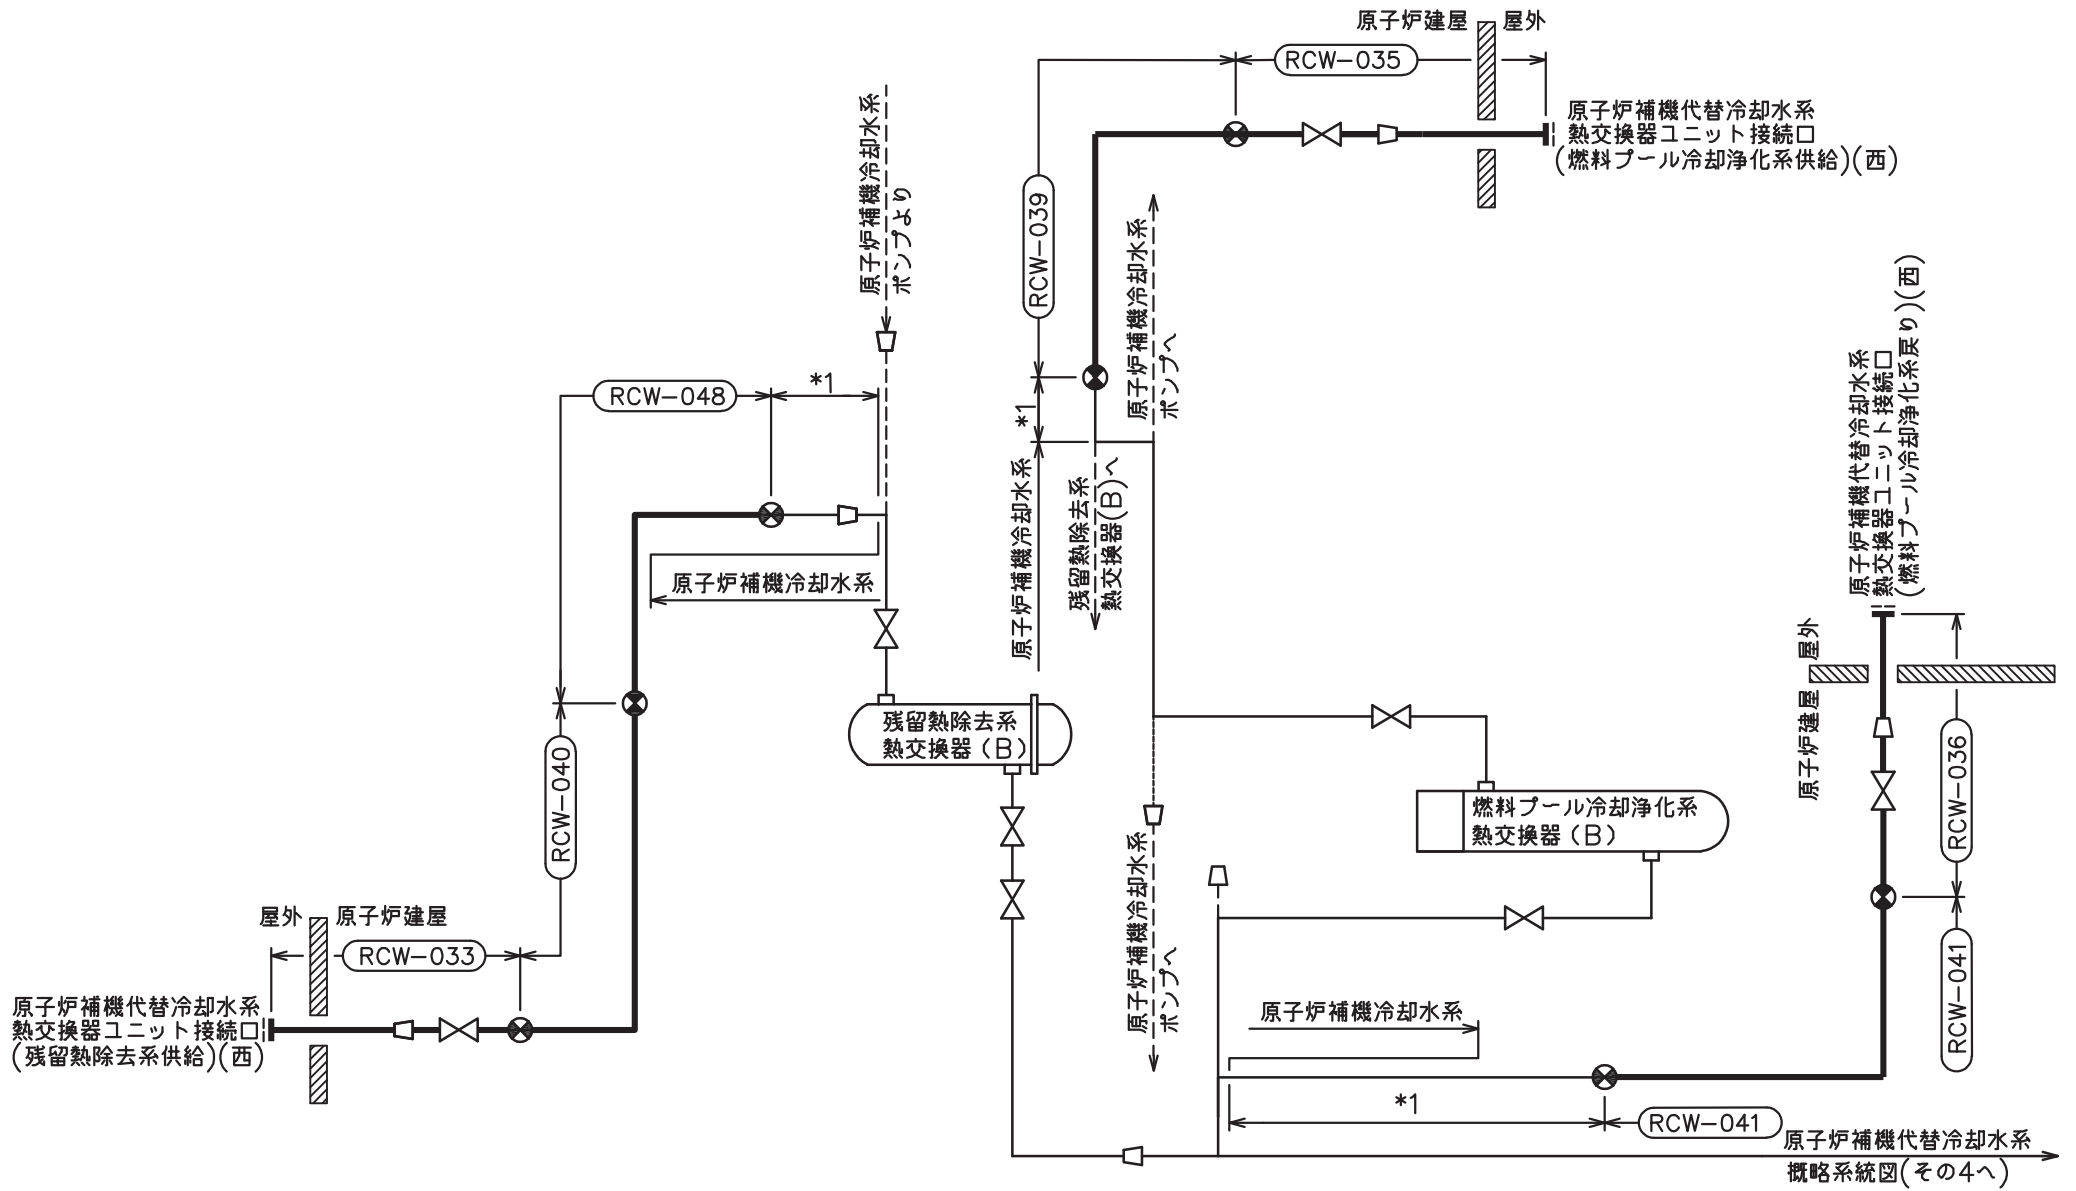 原子炉建屋
屋外
RCW-035
原子炉補機代替冷却水系
熱交換器ユニット接続口
(燃料プール冷却浄化系供給)(西)
原子炉補機冷却水系
ポンプより
RCW-039
原子炉補機冷却水系
ポンプへ
RCW-048
*1
*1
原子炉補機冷却水系
残留熱除去系
熱交換器(B)へ
原子炉補機冷却水系
原子炉補機代替冷却水系
熱交換器ユニット接続口
(燃料プール冷却浄化系戻り)(西)
屋外
原子炉建屋
RCW-036
RCW-040
残留熱除去系
熱交換器(B)
燃料プール冷却浄化系
熱交換器(B)
原子炉補機冷却水系
ポンプへ
屋外
原子炉建屋
RCW-033
原子炉補機代替冷却水系
熱交換器ユニット接続口
(残留熱除去系供給)(西)
RCW-041
原子炉補機冷却水系
*1
RCW-041
原子炉補機代替冷却水系
概略系統図(その4へ)